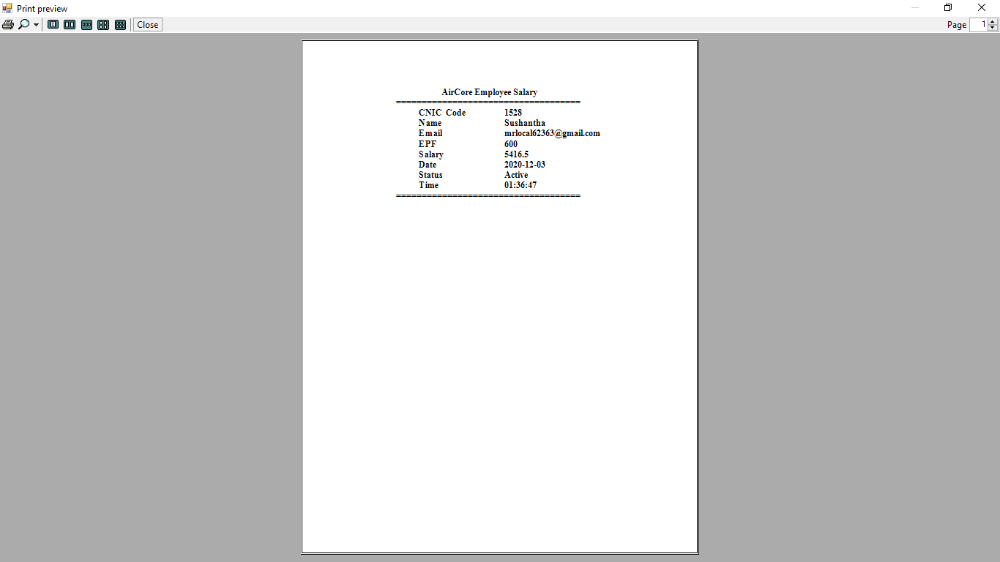 Print preview
Close
Page 1
AirCore Employee Salary
====================================
CNIC Code 1528
Name Sushantha
Email mrlocal62363@gmail.com
EPF 600
Salary 5416.5
Date 2020-12-03
Status Active
Time 01:36:47
====================================